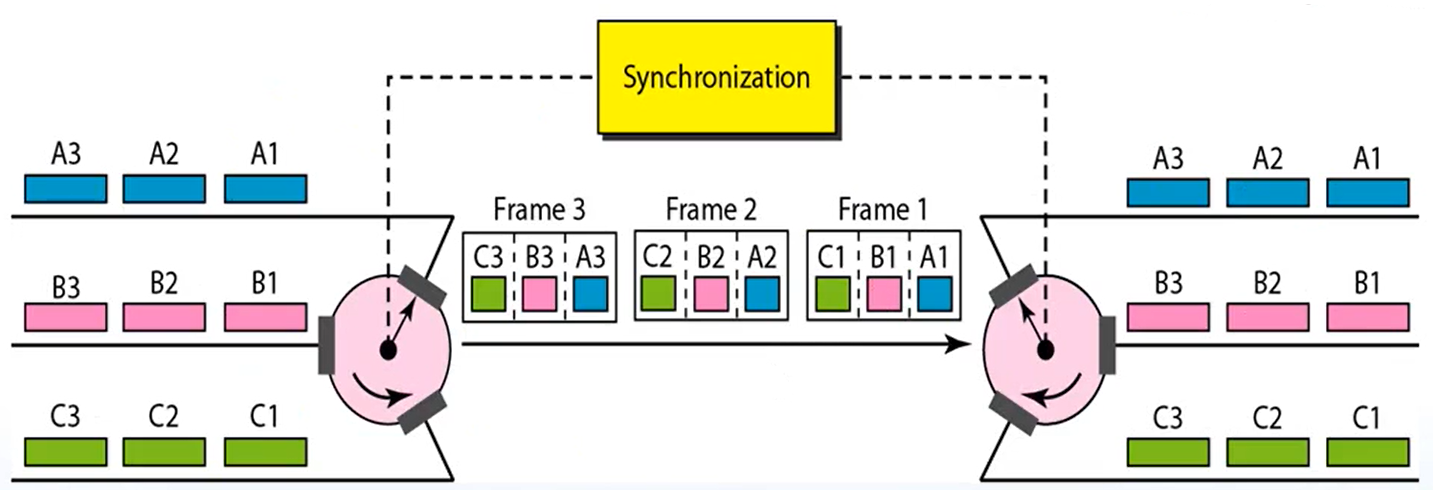 Synchronization
A3 A2 A1
A3 A2 A1
Frame 3 Frame 2 Frame 1
C3 B3 A3 C2 B2 A2 C1 B1 A1
B3 B2 B1
B3 B2 B1
C3 C2 C1
C3 C2 C1